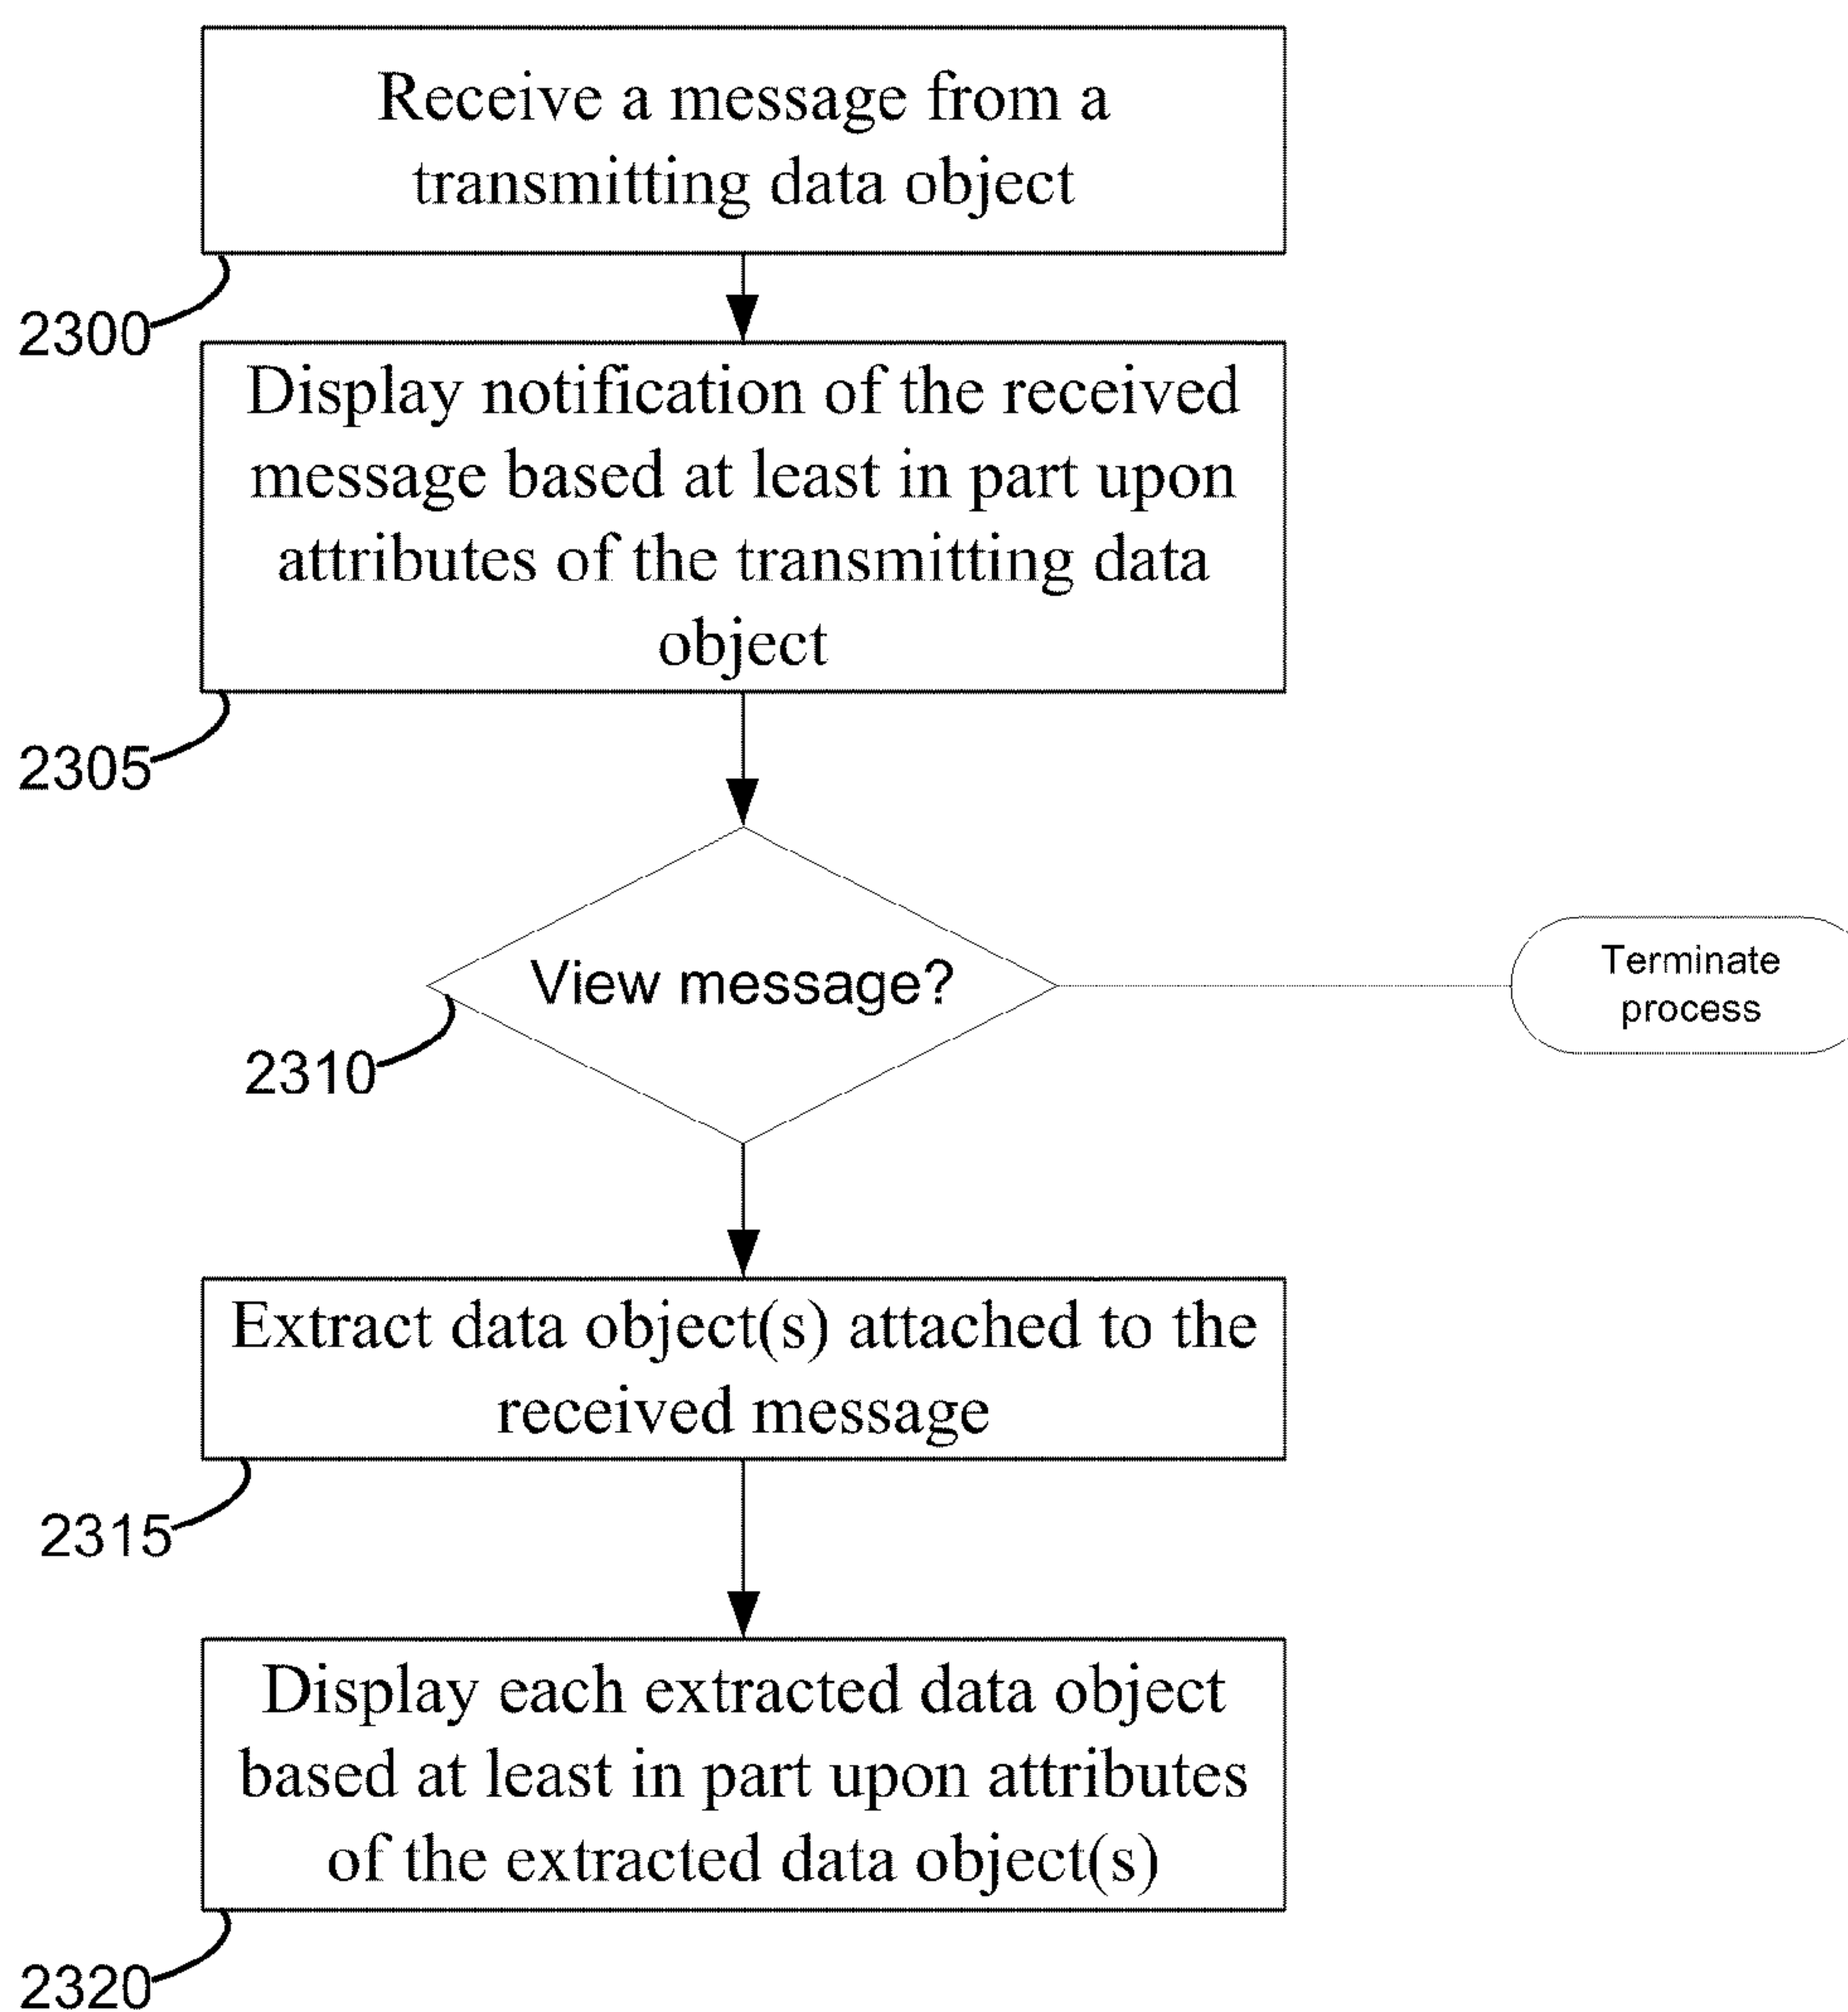 Receive a message from a
transmitting data object
2300
Display notification of the received
message based at least in part upon
attributes of the transmitting data
object
2305
View message?
Terminate
process
2310
Extract data object(s) attached to the
received message
2315
Display each extracted data object
based at least in part upon attributes
of the extracted data object(s)
2320